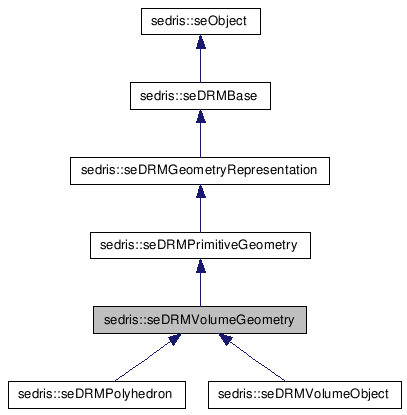 sedris::seObject
sedris::seDRMBase
sedris::seDRMGeometryRepresentation
sedris::seDRMPrimitiveGeometry
sedris::seDRMVolumeGeometry
sedris::seDRMPolyhedron
sedris::seDRMVolumeObject